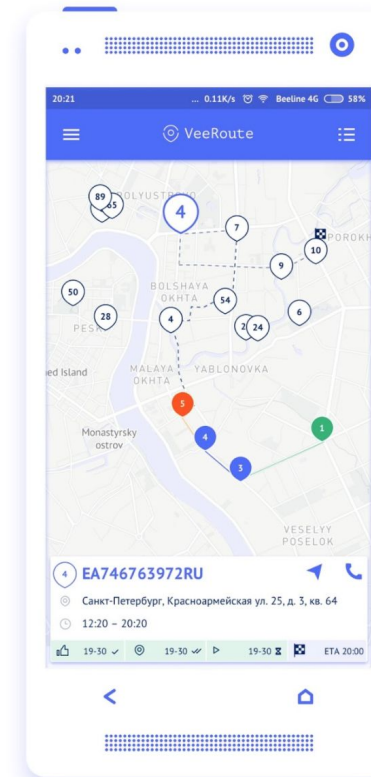 20:21 ... 0.11K/s Beeline 4G 58%
VeeRoute
89 65 POLYUSTROVO
4
7
POROKH
10
9
BOLSHAYA
OKHTA
50
54
28
4
24
6
PESKI
ed Island
MALAYA YABLONOVKA
OKHTA
5
Monastyrsky
ostrov
4
1
3
VESELYY
POSELOK
4 EA746763972RU
Санкт-Петербург, Красноармейская ул. 25, д. 3, кв. 64
12:20 – 20:20
19-30 19-30 19-30 ETA 20:00